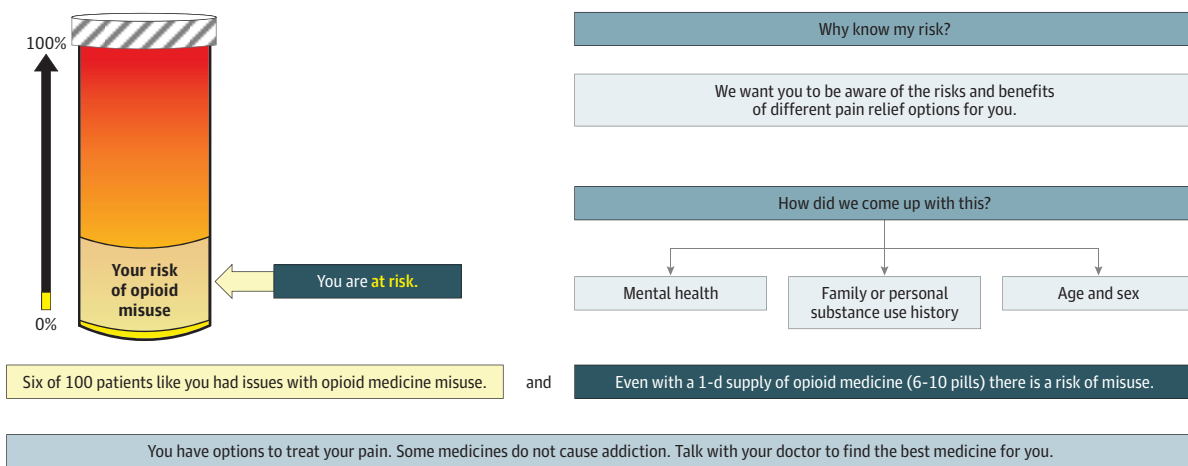 100%
0%
Your risk
of opioid
misuse
You are at risk.
Why know my risk?
We want you to be aware of the risks and benefits
of different pain relief options for you.
How did we come up with this?
Mental health
Family or personal
substance use history
Age and sex
Six of 100 patients like you had issues with opioid medicine misuse.
and
Even with a 1-d supply of opioid medicine (6-10 pills) there is a risk of misuse.
You have options to treat your pain. Some medicines do not cause addiction. Talk with your doctor to find the best medicine for you.